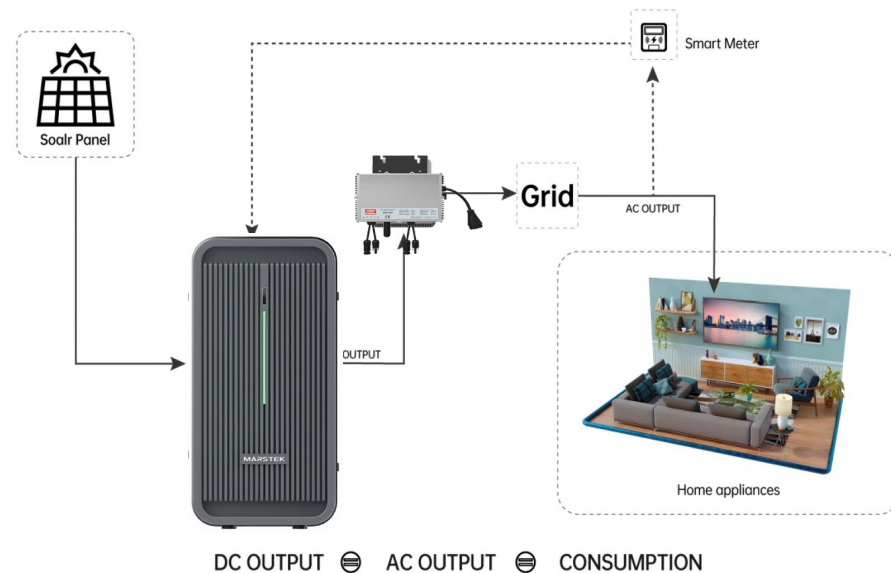 Smart Meter
Soalr Panel
Grid
AC OUTPUT
OUTPUT
MARSTEK
Home appliances
DC OUTPUT ⊜ AC OUTPUT ⊜ CONSUMPTION